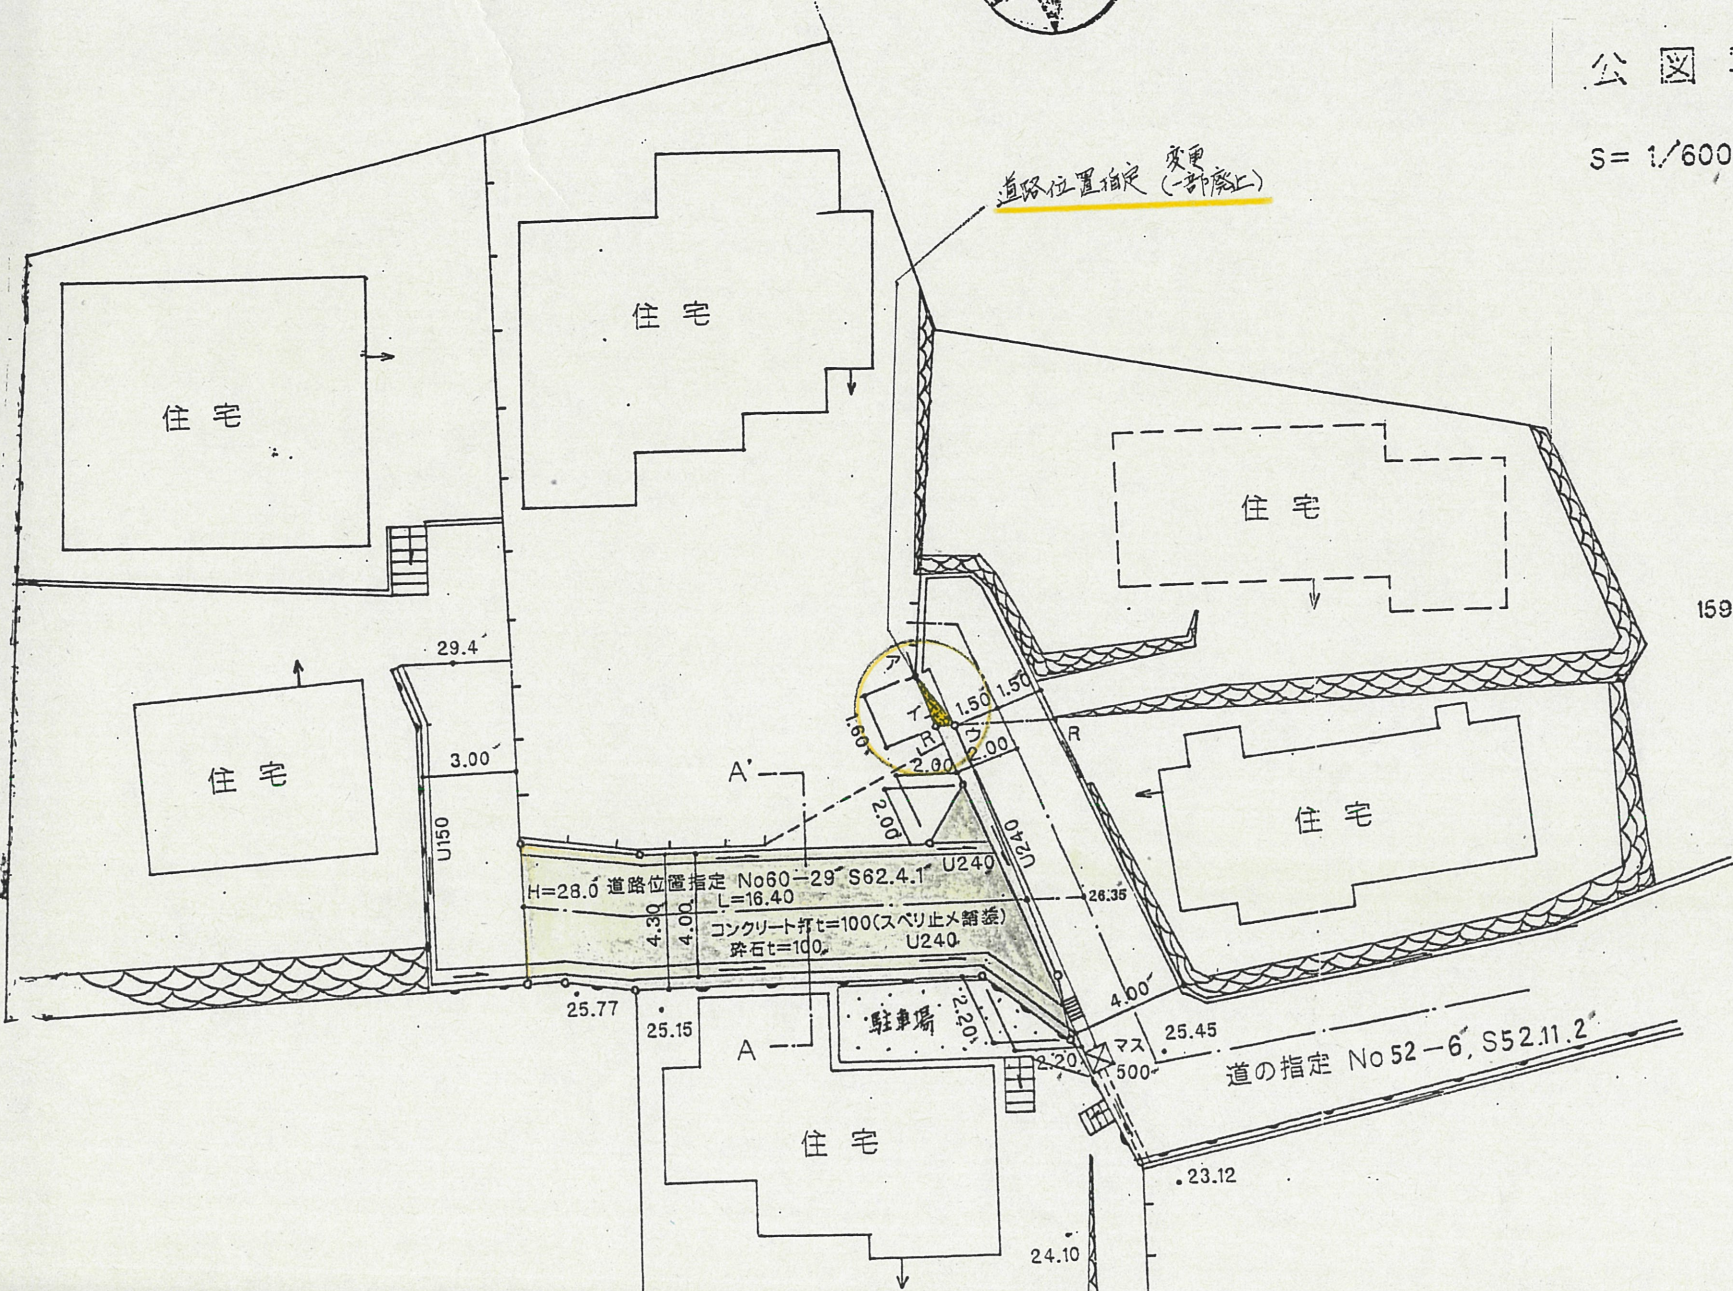 公 図
S= 1/600
変更
道路位置指定 (一部廃止)
住 宅
住 宅
住 宅
159
29.4
ア
イ
ウ
1.50
1.50
1.60
R
R
2.00
2.00
2.00
住 宅
3.00
A'
住 宅
U150
U240
U240
H=28.0 道路位置指定 No60-29 S62.4.1
L=16.40
26.35
4.30
4.00
コンクリート打t=100(スベリ止メ舗装)
砕石t=100
U240
4.00
25.77
25.15
駐車場
2.20
2.20
マス
500
25.45
A
道の指定 No52-6, S52.11.2
住 宅
23.12
24.10